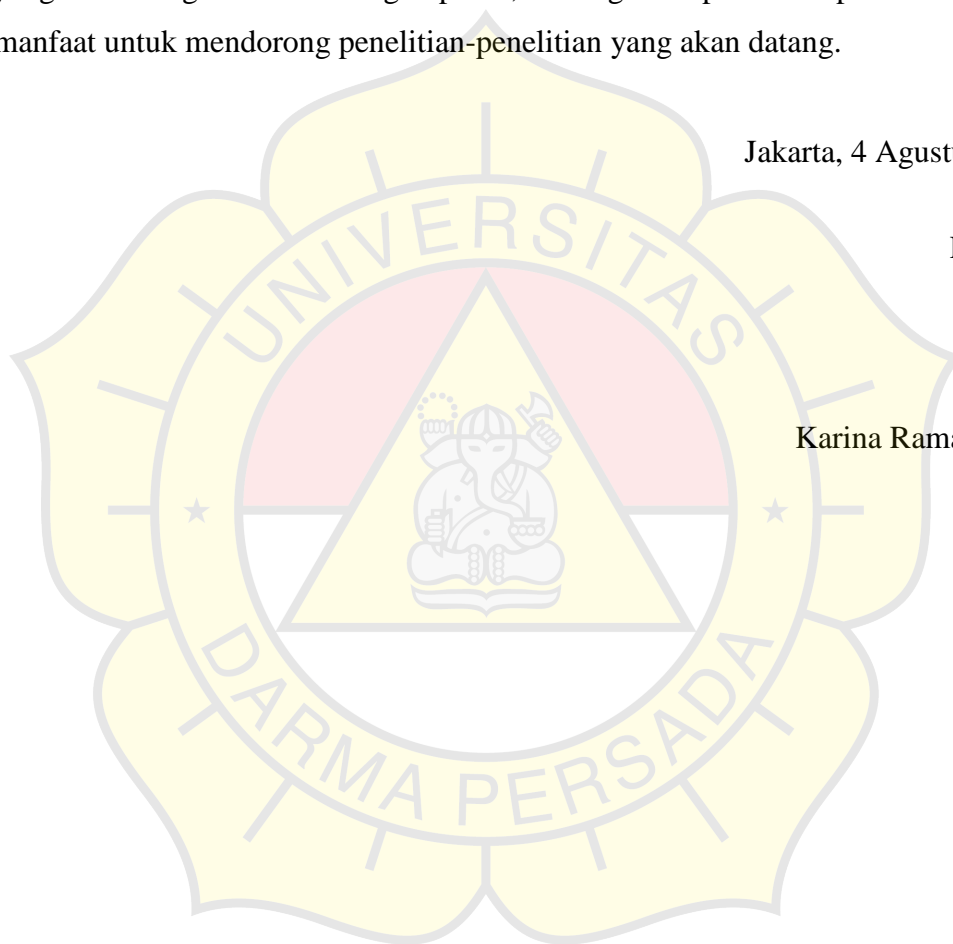 manfaat untuk mendorong penelitian-penelitian yang akan datang.
Jakarta, 4 Agust
Karina Rama
UNIVERSITAS
DARMA PERSADA